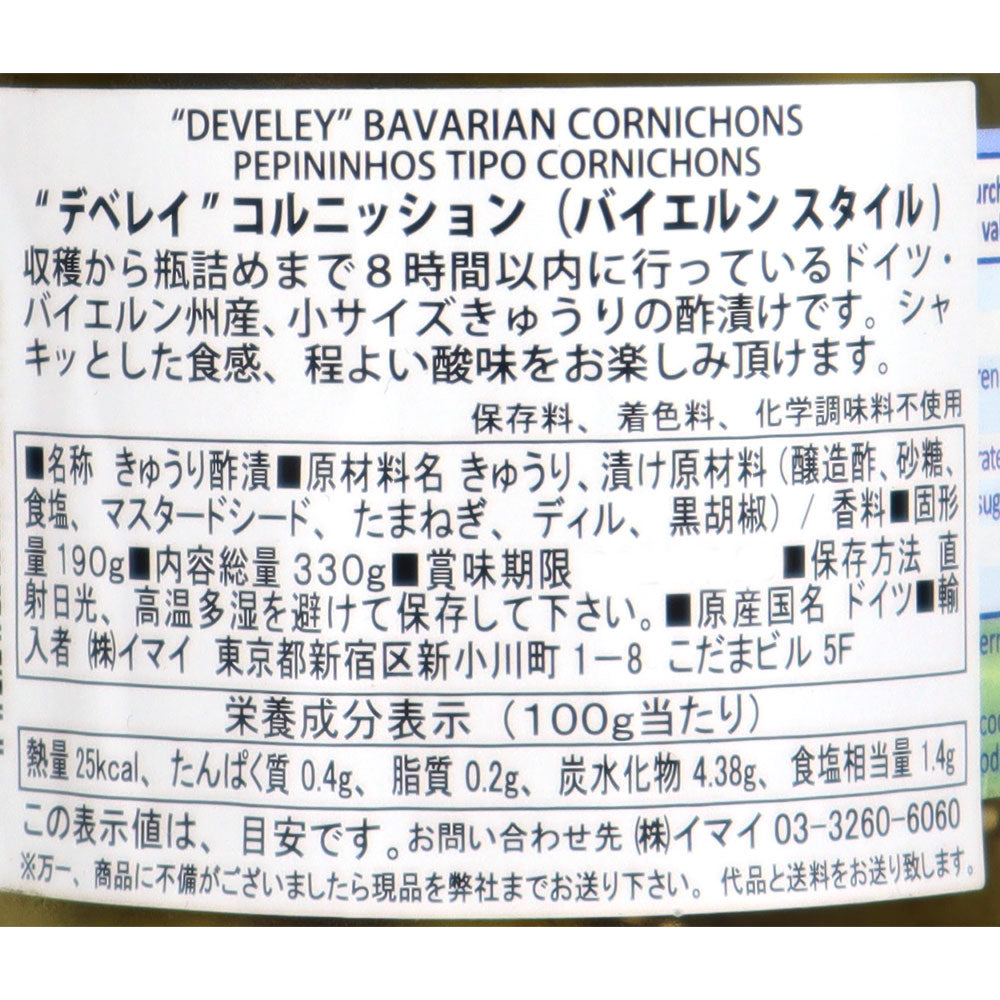 “DEVELEY” BAVARIAN CORNICHONS
PEPININHOS TIPO CORNICHONS
“デベレイ”コルニッション（バイエルン スタイル）
収穫から瓶詰めまで８時間以内に行っているドイツ・
バイエルン州産、小サイズきゅうりの酢漬けです。シャ
キッとした食感、程よい酸味をお楽しみ頂けます。
保存料、着色料、化学調味料不使用
■名称 きゅうり酢漬■原材料名 きゅうり、漬け原材料（醸造酢、砂糖、
食塩、マスタードシード、たまねぎ、ディル、黒胡椒）/ 香料■固形
量 190g■内容総量 330g■賞味期限 ■保存方法 直
射日光、高温多湿を避けて保存して下さい。■原産国名 ドイツ■輸
入者 ㈱イマイ 東京都新宿区新小川町 1－8 こだまビル 5F
栄養成分表示（100g当たり）
熱量 25kcal、たんぱく質 0.4g、脂質 0.2g、炭水化物 4.38g、食塩相当量 1.4g
この表示値は、目安です。お問い合わせ先 ㈱イマイ 03-3260-6060
※万一、商品に不備がございましたら現品を弊社までお送り下さい。代品と送料をお送り致します。